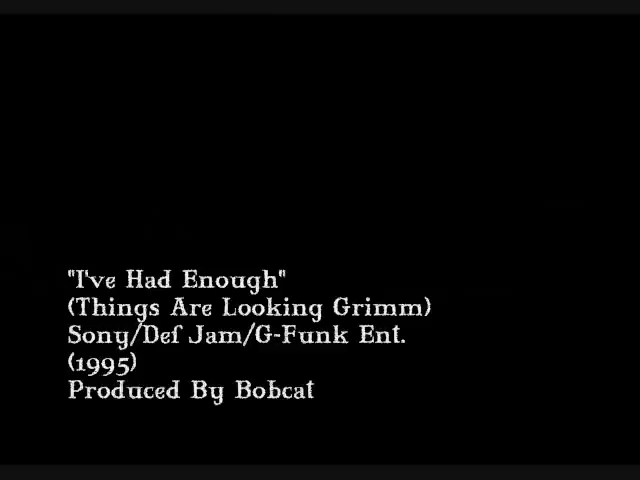 "I've Had Enough"
(Things Are Looking Grimm)
Sony/Def Jam/G-Funk Ent.
(1995)
Produced By Bobcat